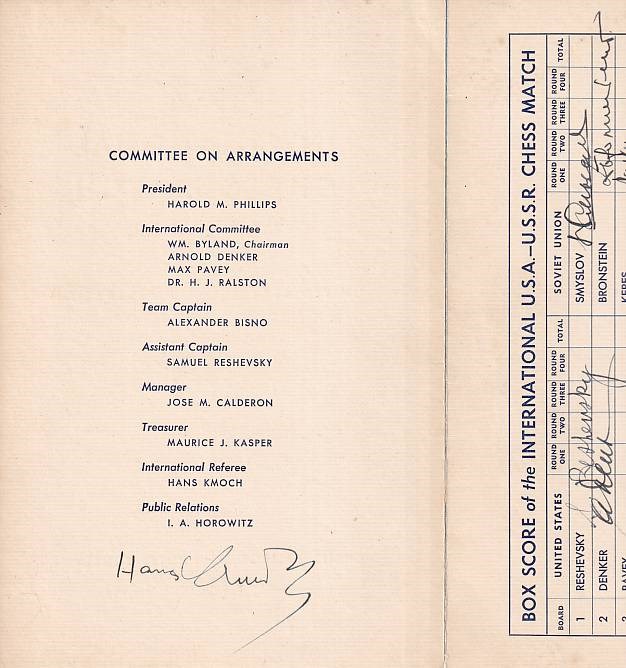 COMMITTEE ON ARRANGEMENTS
President
HAROLD M. PHILLIPS
International Committee
WM. BYLAND, Chairman
ARNOLD DENKER
MAX PAVEY
DR. H. J. RALSTON
Team Captain
ALEXANDER BISNO
Assistant Captain
SAMUEL RESHEVSKY
Manager
JOSE M. CALDERON
Treasurer
MAURICE J. KASPER
International Referee
HANS KMOCH
Public Relations
I. A. HOROWITZ
Hans Kmoch
BOX SCORE of the INTERNATIONAL U.S.A.–U.S.S.R. CHESS MATCH
BOARD UNITED STATES ROUND ONE ROUND TWO ROUND THREE ROUND FOUR TOTAL SOVIET UNION ROUND ONE ROUND TWO ROUND THREE ROUND FOUR TOTAL
1 RESHEVSKY Reshevsky SMYSLOV
2 DENKER BRONSTEIN